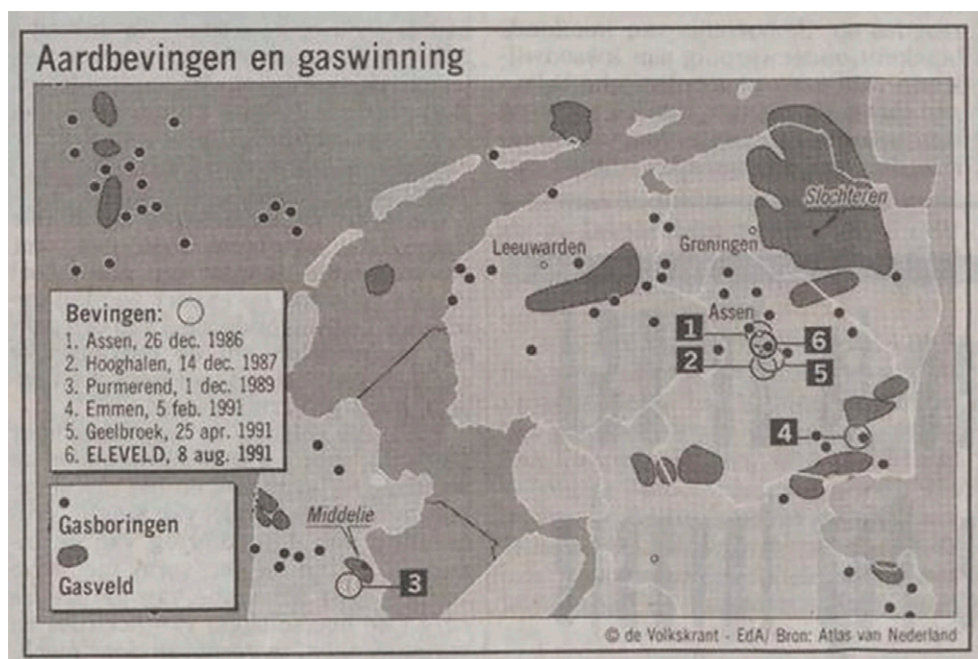 Aardbevingen en gaswinning
Slochteren
Leeuwarden
Groningen
Assen
Bevingen:
1. Assen, 26 dec. 1986
2. Hooghalen, 14 dec. 1987
3. Purmerend, 1 dec. 1989
4. Emmen, 5 feb. 1991
5. Geelbroek, 25 apr. 1991
6. ELEVELD, 8 aug. 1991
1
6
2
5
4
Gasboringen
Gasveld
Middelie
3
© de Volkskrant - EdA/ Bron: Atlas van Nederland